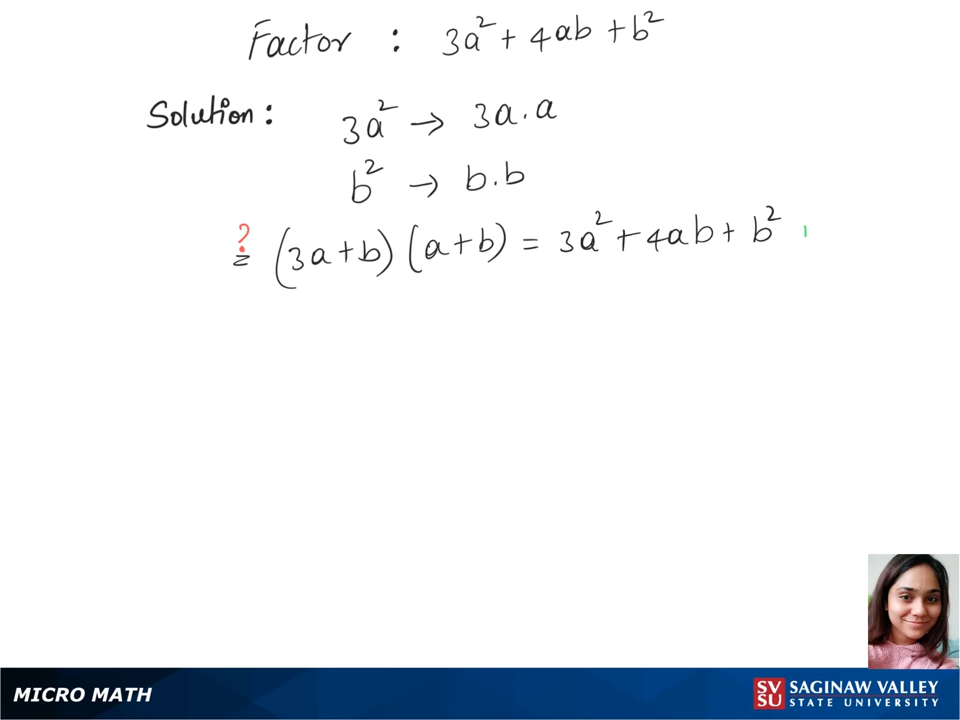 Factor : 3a² + 4ab + b²
Solution : 3a² → 3a.a
b² → b.b
? = (3a+b) (a+b) = 3a² + 4ab + b²
MICRO MATH
SV SU SAGINAW VALLEY
STATE UNIVERSITY